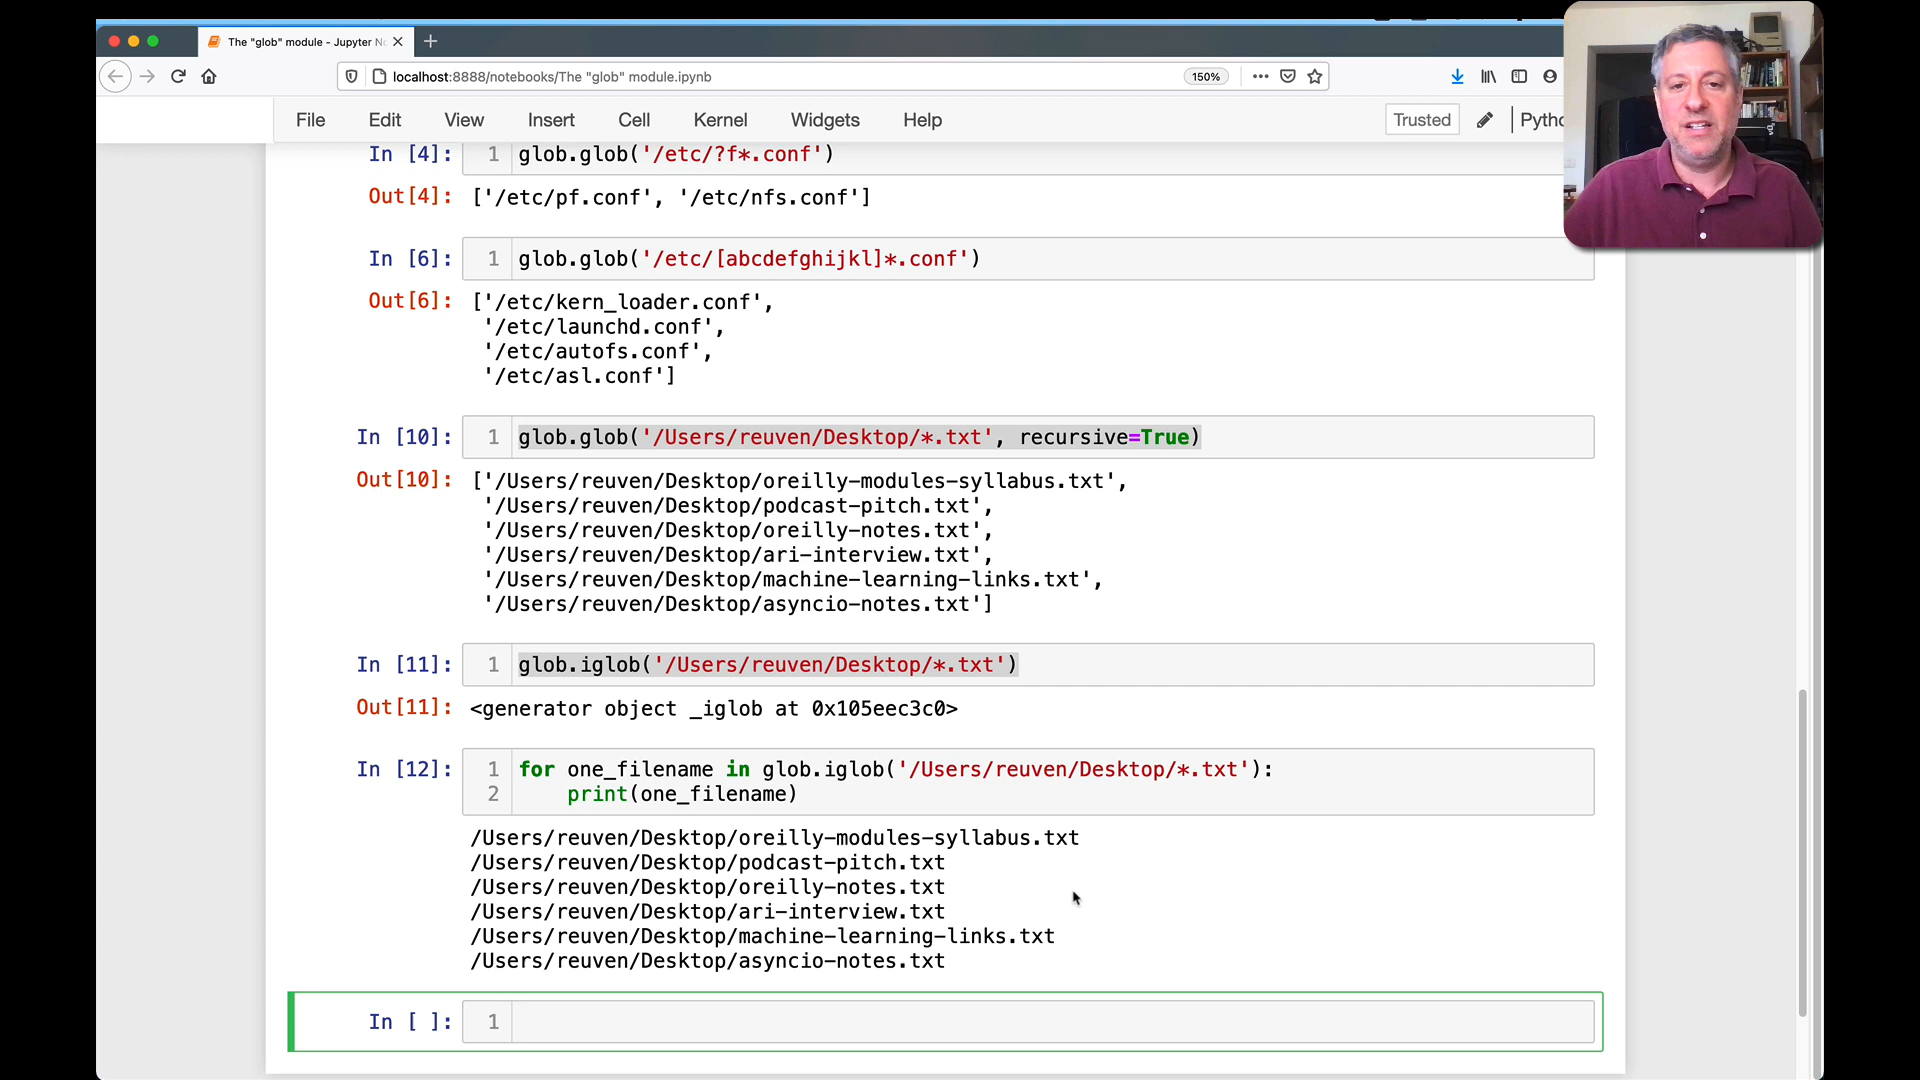 The "glob" module - Jupyter No
localhost:8888/notebooks/The "glob" module.ipynb
150%
File Edit View Insert Cell Kernel Widgets Help
Trusted
Pytho
In [4]: 1 glob.glob('/etc/?f*.conf')
Out[4]: ['/etc/pf.conf', '/etc/nfs.conf']
In [6]: 1 glob.glob('/etc/[abcdefghijkl]*.conf')
Out[6]: ['/etc/kern_loader.conf',
'/etc/launchd.conf',
'/etc/autofs.conf',
'/etc/asl.conf']
In [10]: 1 glob.glob('/Users/reuven/Desktop/*.txt', recursive=True)
Out[10]: ['/Users/reuven/Desktop/oreilly-modules-syllabus.txt',
'/Users/reuven/Desktop/podcast-pitch.txt',
'/Users/reuven/Desktop/oreilly-notes.txt',
'/Users/reuven/Desktop/ari-interview.txt',
'/Users/reuven/Desktop/machine-learning-links.txt',
'/Users/reuven/Desktop/asyncio-notes.txt']
In [11]: 1 glob.iglob('/Users/reuven/Desktop/*.txt')
Out[11]: <generator object _iglob at 0x105eec3c0>
In [12]: 1 for one_filename in glob.iglob('/Users/reuven/Desktop/*.txt'):
2 print(one_filename)
/Users/reuven/Desktop/oreilly-modules-syllabus.txt
/Users/reuven/Desktop/podcast-pitch.txt
/Users/reuven/Desktop/oreilly-notes.txt
/Users/reuven/Desktop/ari-interview.txt
/Users/reuven/Desktop/machine-learning-links.txt
/Users/reuven/Desktop/asyncio-notes.txt
In [ ]: 1